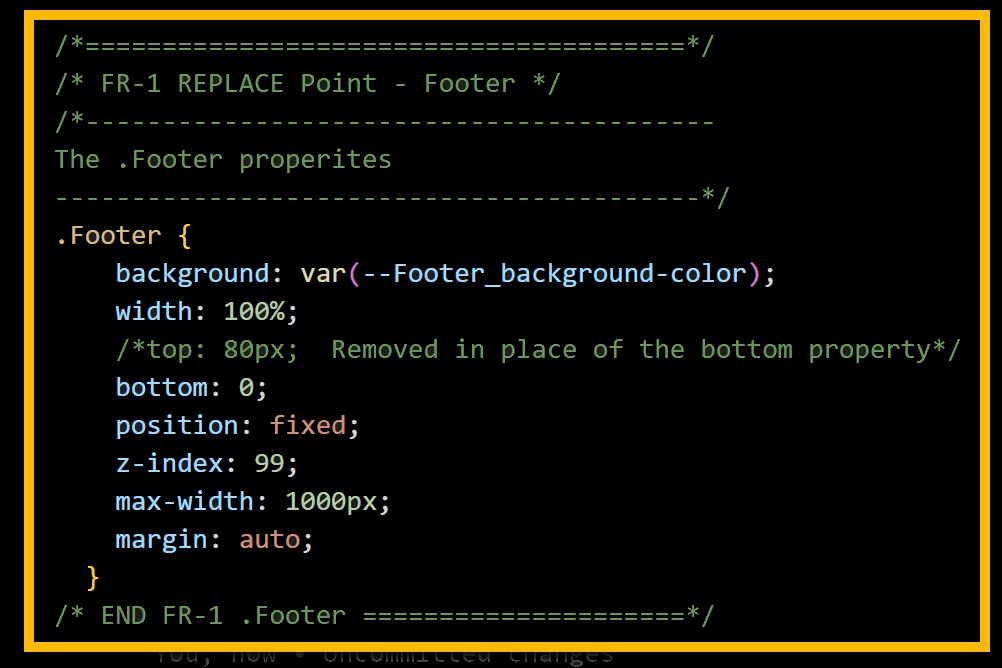 /*=======================================*/
/* FR-1 REPLACE Point - Footer */
/*-----------------------------------------
The .Footer properites
------------------------------------------*/
.Footer {
    background: var(--Footer_background-color);
    width: 100%;
    /*top: 80px;  Removed in place of the bottom property*/
    bottom: 0;
    position: fixed;
    z-index: 99;
    max-width: 1000px;
    margin: auto;
  }
/* END FR-1 .Footer =====================*/
You, now • Uncommitted changes